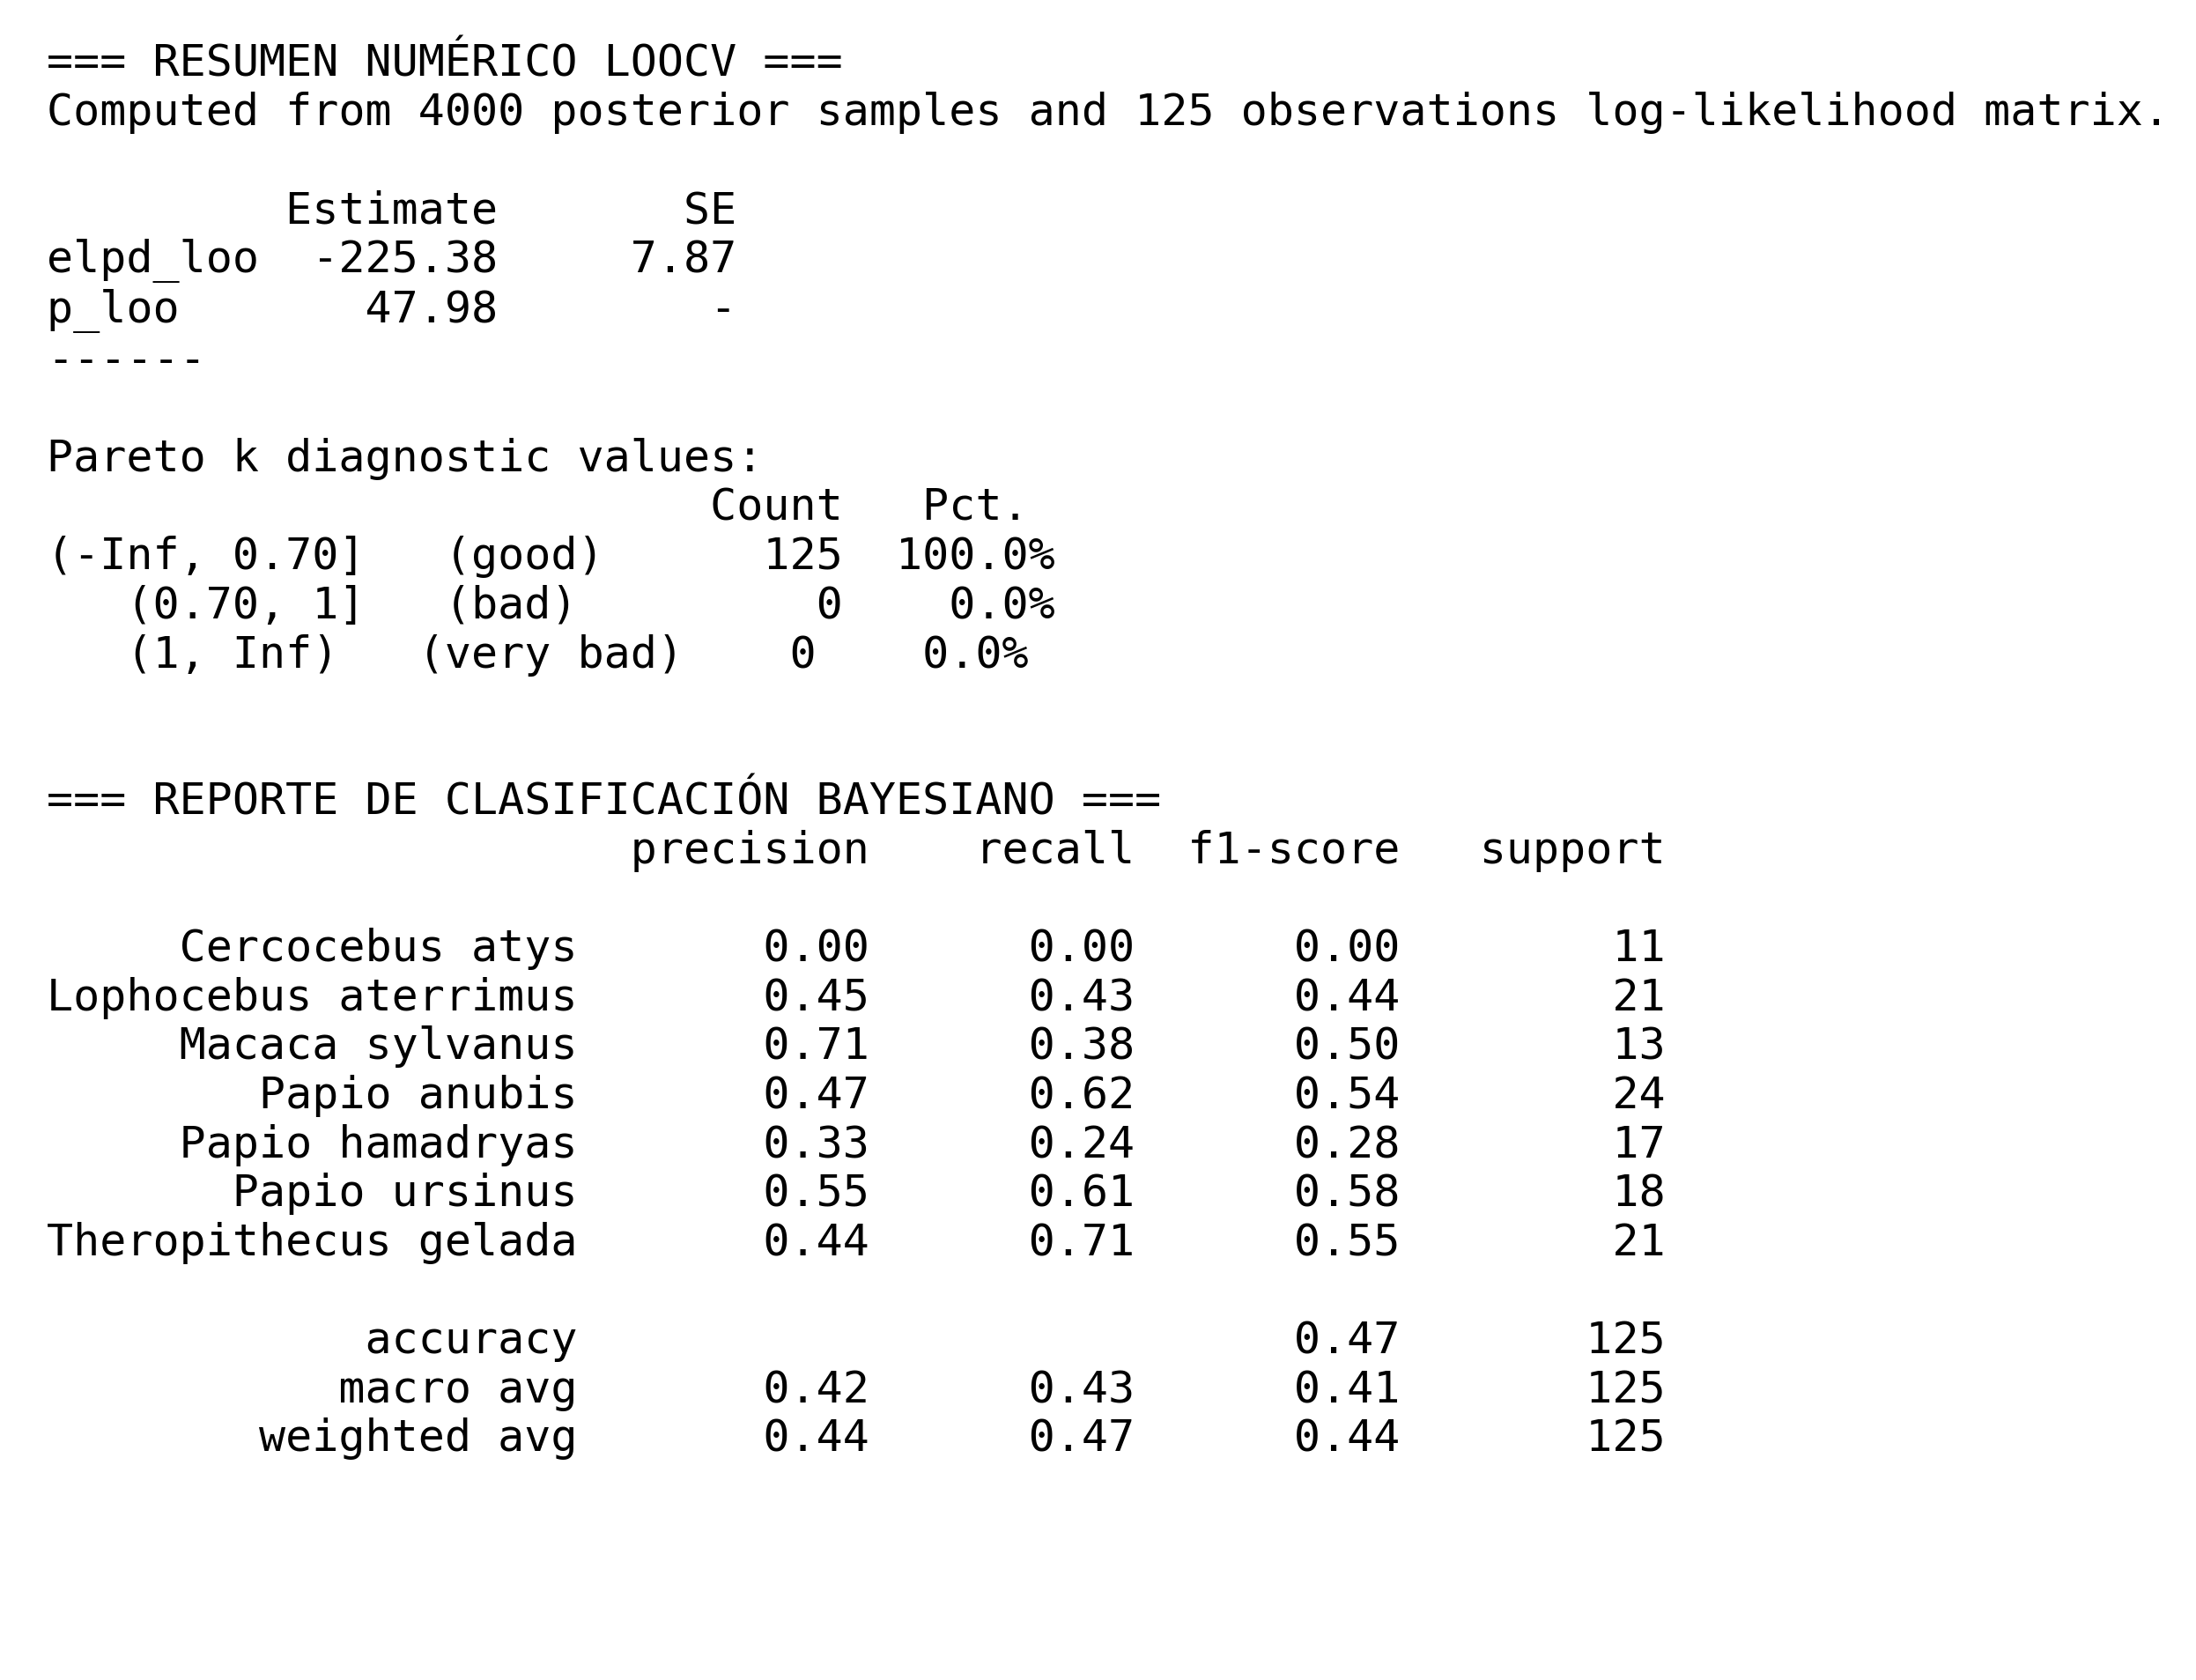 === RESUMEN NUMÉRICO LOOCV ===
Computed from 4000 posterior samples and 125 observations log-likelihood matrix.
         Estimate       SE
elpd_loo  -225.38     7.87
p_loo       47.98        -
------
Pareto k diagnostic values:
                         Count   Pct.
(-Inf, 0.70]   (good)      125  100.0%
   (0.70, 1]   (bad)         0    0.0%
   (1, Inf)   (very bad)    0    0.0%
=== REPORTE DE CLASIFICACIÓN BAYESIANO ===
                      precision    recall  f1-score   support
     Cercocebus atys       0.00      0.00      0.00        11
Lophocebus aterrimus       0.45      0.43      0.44        21
     Macaca sylvanus       0.71      0.38      0.50        13
        Papio anubis       0.47      0.62      0.54        24
     Papio hamadryas       0.33      0.24      0.28        17
       Papio ursinus       0.55      0.61      0.58        18
Theropithecus gelada       0.44      0.71      0.55        21
            accuracy                           0.47       125
           macro avg       0.42      0.43      0.41       125
        weighted avg       0.44      0.47      0.44       125